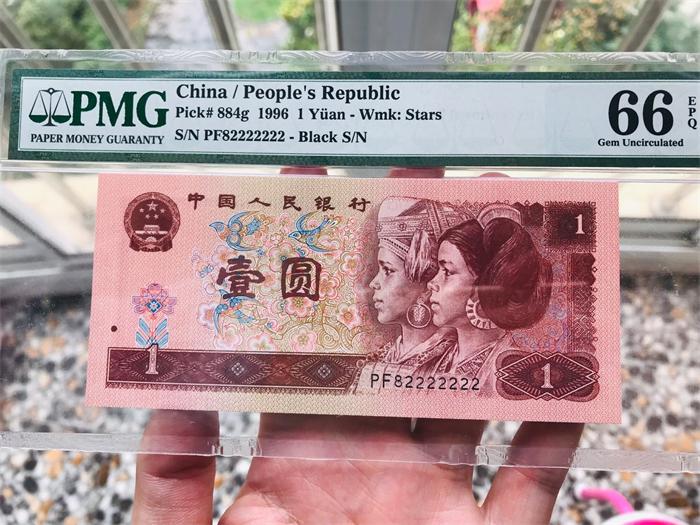 PMG
PAPER MONEY GUARANTY
China / People's Republic
Pick# 884g 1996 1 Yüan - Wmk: Stars
S/N PF82222222 - Black S/N
66
EPQ
Gem Uncirculated
中国人民银行
1
壹圆
1
PF82222222
1